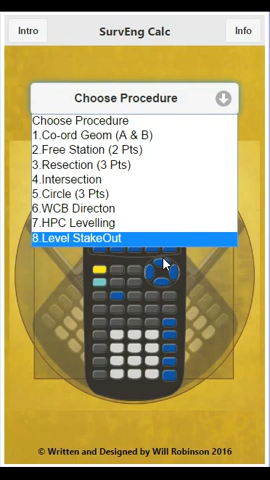 Intro
SurvEng Calc
Info
Choose Procedure
Choose Procedure
1.Co-ord Geom (A & B)
2.Free Station (2 Pts)
3.Resection (3 Pts)
4.Intersection
5.Circle (3 Pts)
6.WCB Directon
7.HPC Levelling
8.Level StakeOut
© Written and Designed by Will Robinson 2016